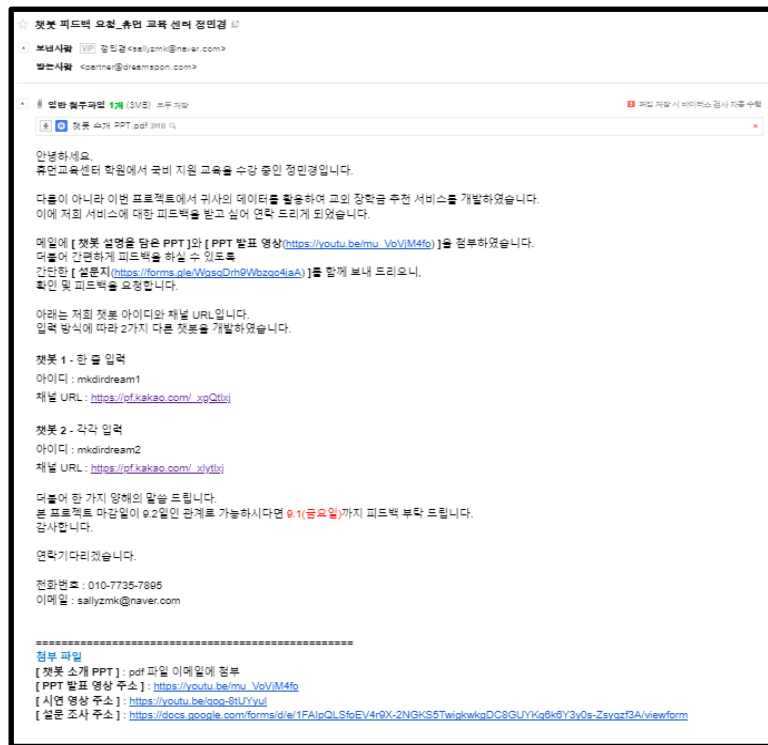 챗봇 피드백 요청_휴먼 교육 센터 정민경
보낸사람 VIP 정민경<sallyzmk@naver.com>
받는사람 <partner@dreamspon.com>
일반 첨부파일 1개 (3MB) 모두 저장
파일 저장 시 바이러스 검사 자동 수행
챗봇 소개 PPT.pdf 3MB
안녕하세요.
휴먼교육센터 학원에서 국비 지원 교육을 수강 중인 정민경입니다.
다름이 아니라 이번 프로젝트에서 귀사의 데이터를 활용하여 교외 장학금 추천 서비스를 개발하였습니다.
이에 저희 서비스에 대한 피드백을 받고 싶어 연락 드리게 되었습니다.
메일에 [ 챗봇 설명을 담은 PPT ]와 [ PPT 발표 영상(https://youtu.be/mu_VoVjM4fo) ]을 첨부하였습니다.
더불어 간편하게 피드백을 하실 수 있도록
간단한 [ 설문지(https://forms.gle/WgsgDrh9Wbzqc4jaA) ]를 함께 보내 드리오니,
확인 및 피드백을 요청합니다.
아래는 저희 챗봇 아이디와 채널 URL입니다.
입력 방식에 따라 2가지 다른 챗봇을 개발하였습니다.
챗봇 1 - 한 줄 입력
아이디 : mkdirdream1
채널 URL : https://pf.kakao.com/_xgQtlxj
챗봇 2 - 각각 입력
아이디 : mkdirdream2
채널 URL : https://pf.kakao.com/_xlytlxj
더불어 한 가지 양해의 말씀 드립니다.
본 프로젝트 마감일이 9.2일인 관계로 가능하시다면 9.1(금요일)까지 피드백 부탁 드립니다.
감사합니다.
연락기다리겠습니다.
전화번호 : 010-7735-7895
이메일 : sallyzmk@naver.com
==================================================
첨부 파일
[ 챗봇 소개 PPT ] : pdf 파일 이메일에 첨부
[ PPT 발표 영상 주소 ] : https://youtu.be/mu_VoVjM4fo
[ 시연 영상 주소 ] : https://youtu.be/qog-8tUYyuI
[ 설문 조사 주소 ] : https://docs.google.com/forms/d/e/1FAIpQLSfoEV4r9X-2NGKS5TwigkwkgDC8GUYKq6k6Y3y0s-Zsyqzf3A/viewform